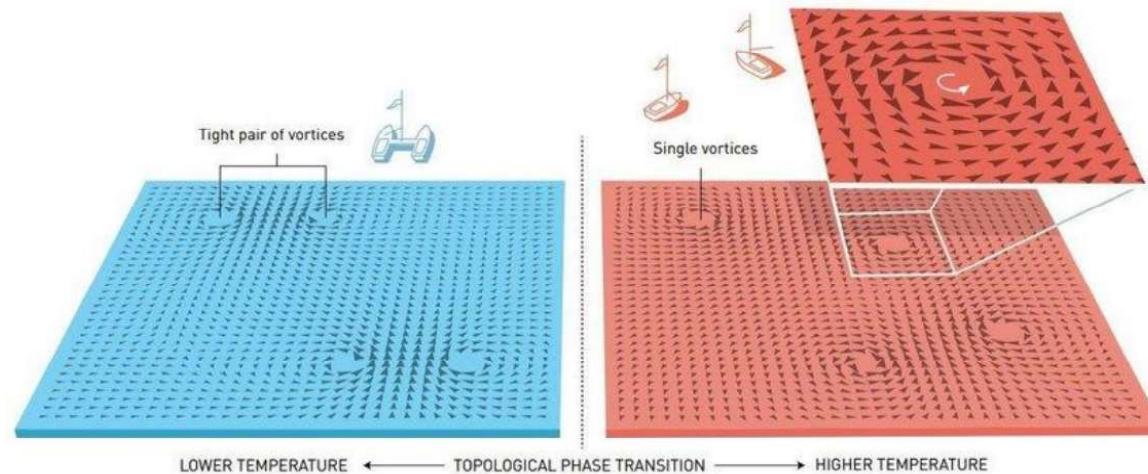 Tight pair of vortices
Single vortices
LOWER TEMPERATURE
TOPOLOGICAL PHASE TRANSITION
HIGHER TEMPERATURE